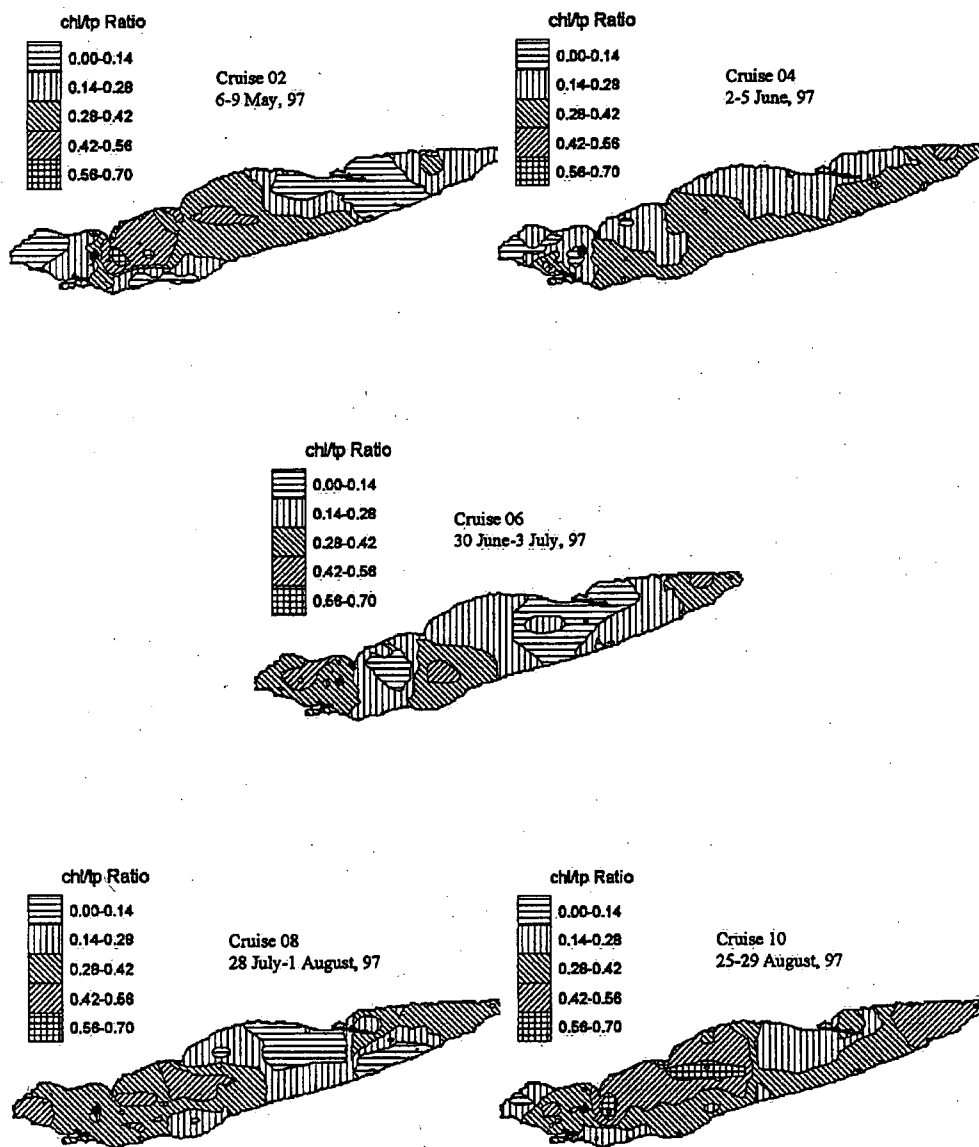 chl/tp Ratio
0.00-0.14
0.14-0.28
0.28-0.42
0.42-0.56
0.56-0.70
Cruise 02
6-9 May, 97
chl/tp Ratio
0.00-0.14
0.14-0.28
0.28-0.42
0.42-0.56
0.56-0.70
Cruise 04
2-5 June, 97
chl/tp Ratio
0.00-0.14
0.14-0.28
0.28-0.42
0.42-0.56
0.56-0.70
Cruise 06
30 June-3 July, 97
chl/tp Ratio
0.00-0.14
0.14-0.28
0.28-0.42
0.42-0.56
0.56-0.70
Cruise 08
28 July-1 August, 97
chl/tp Ratio
0.00-0.14
0.14-0.28
0.28-0.42
0.42-0.56
0.56-0.70
Cruise 10
25-29 August, 97